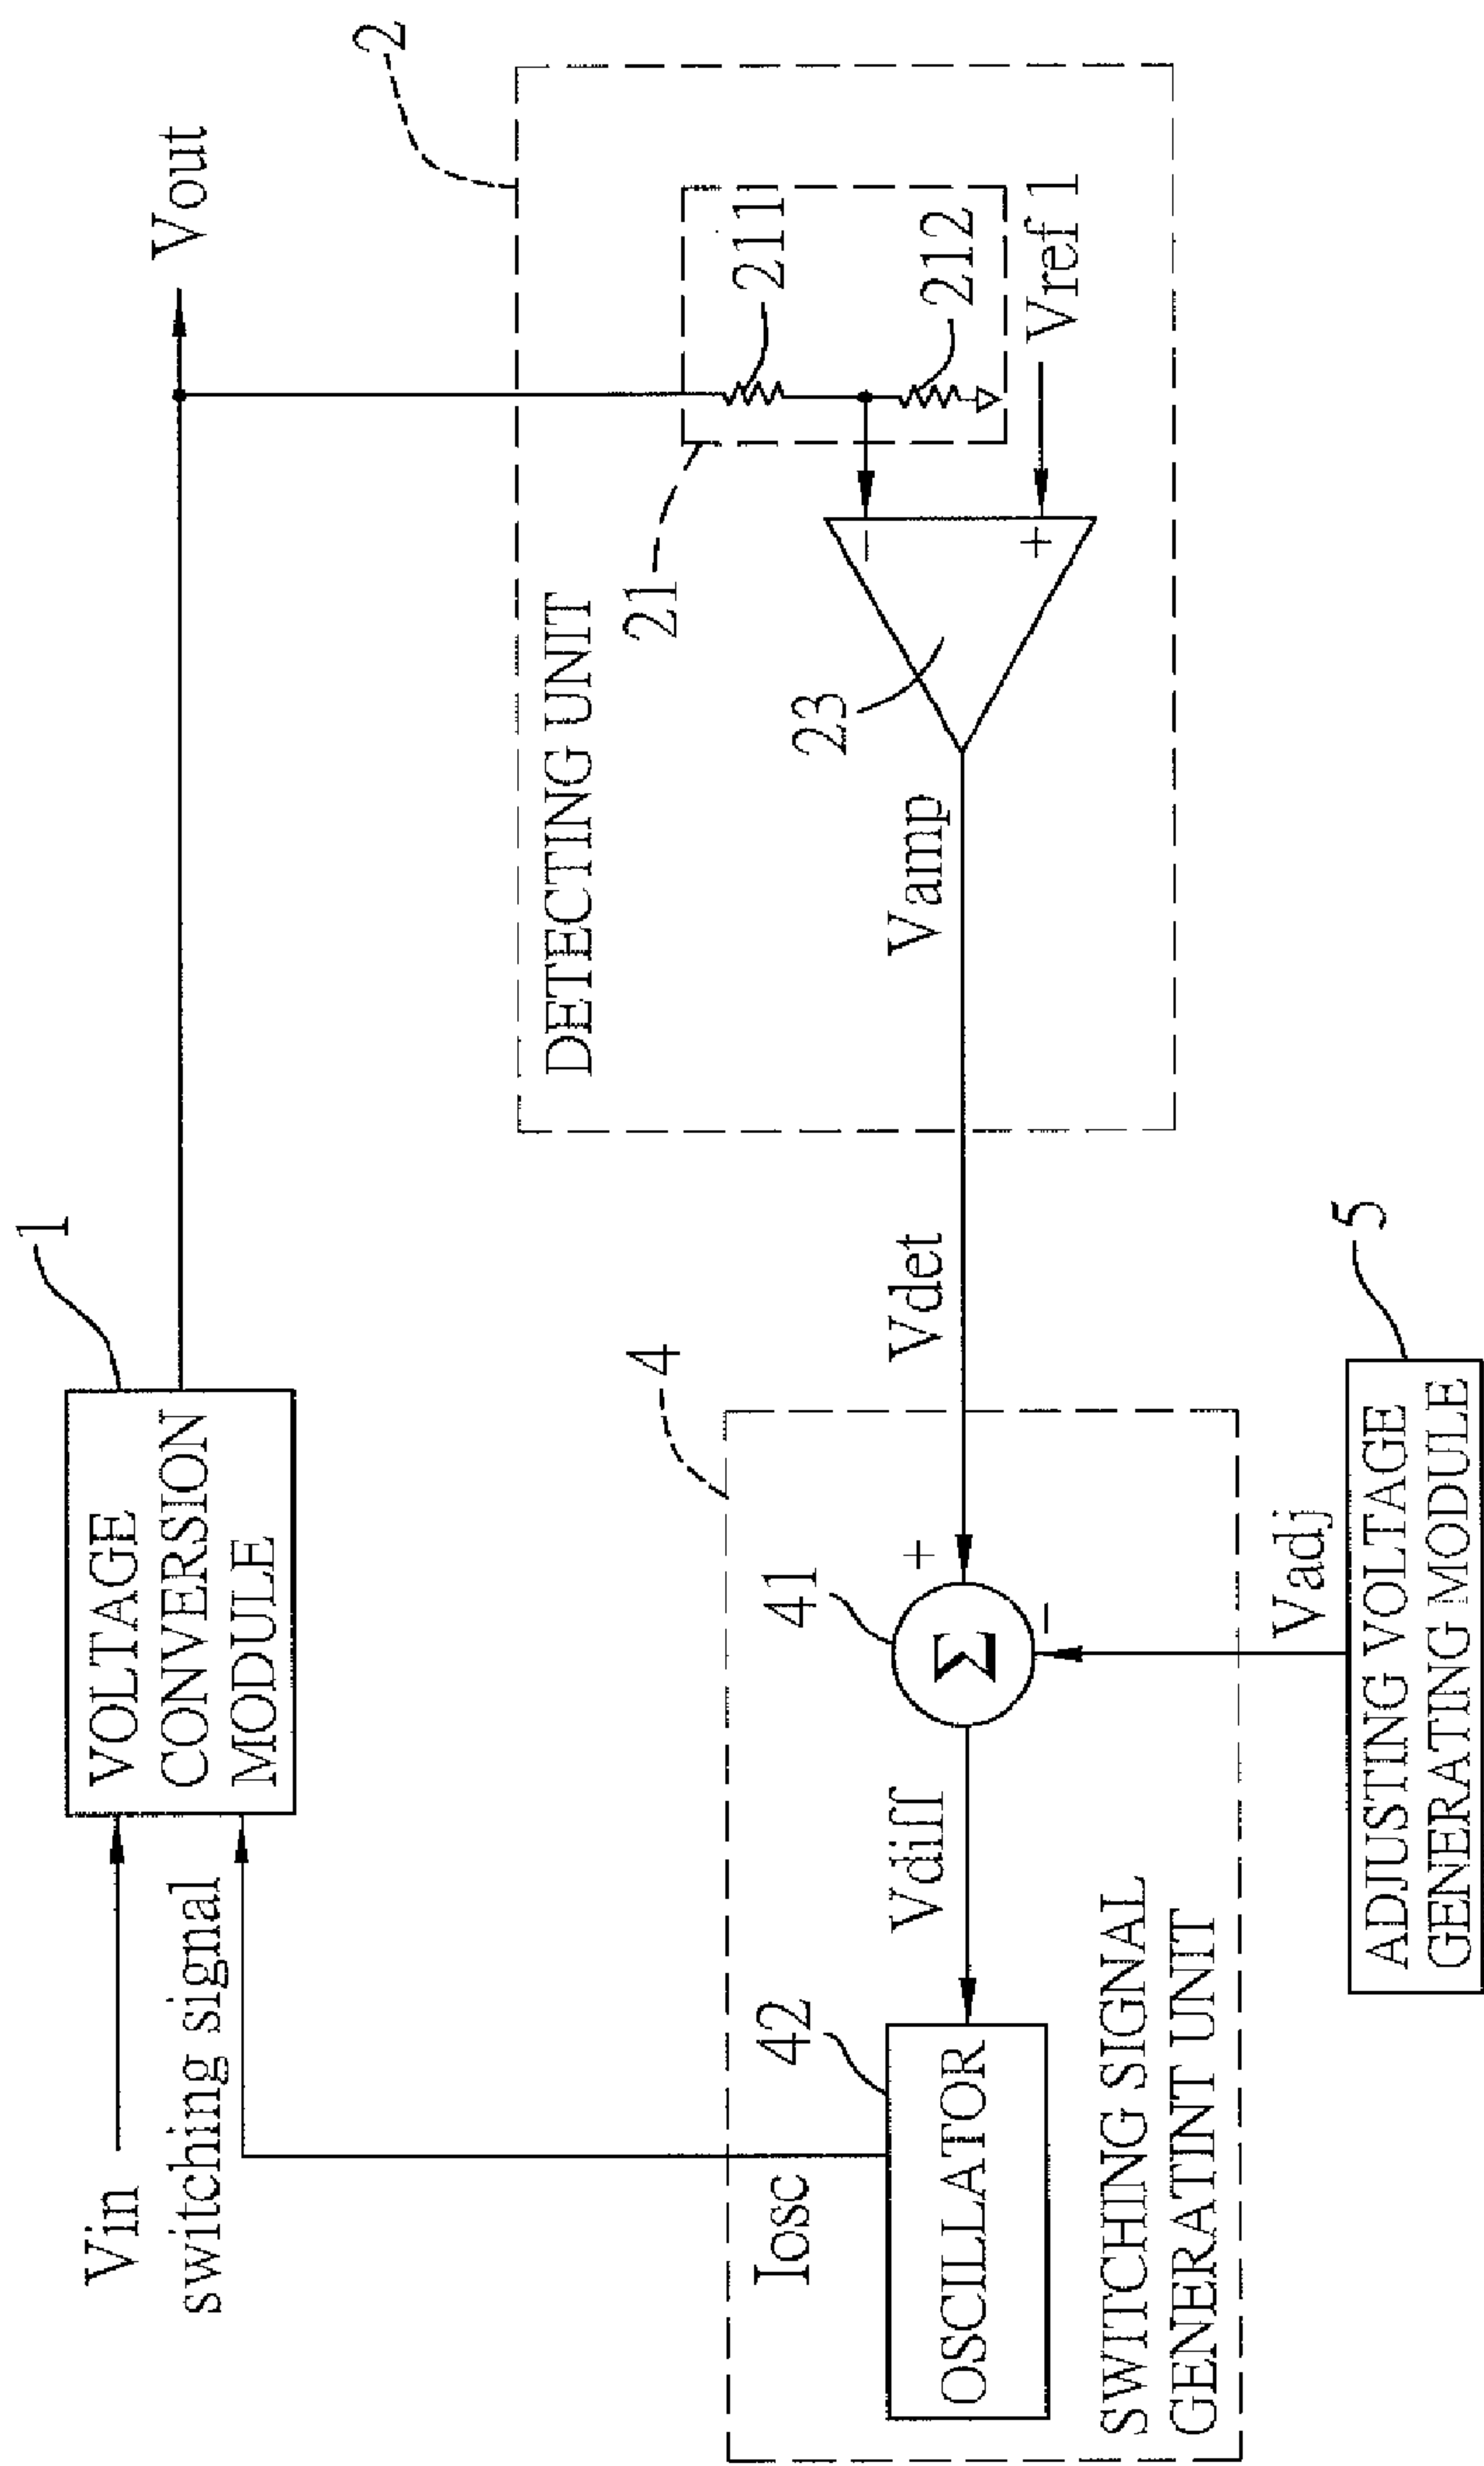 1
VOLTAGE
CONVERSION
MODULE
Vin
switching signal
Vout
2
DETECTING UNIT
21
211
212
Vref 1
−
+
23
Vamp
Vdet
4
41
+
−
Σ
Vdiff
42
OSCILLATOR
Iosc
SWITCHING SIGNAL
GENERATINT UNIT
Vadj
5
ADJUSTING VOLTAGE
GENERATING MODULE